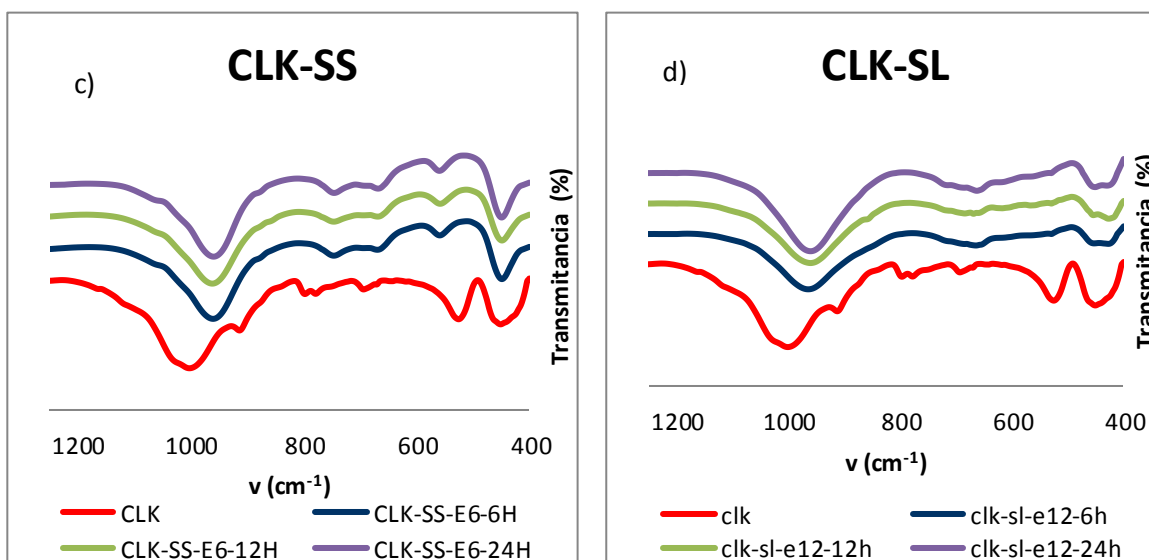 c)
CLK-SS
Transmitancia (%)
1200 1000 800 600 400
v (cm-1)
CLK CLK-SS-E6-6H
CLK-SS-E6-12H CLK-SS-E6-24H
d)
CLK-SL
Transmitancia (%)
1200 1000 800 600 400
v (cm-1)
clk clk-sl-e12-6h
clk-sl-e12-12h clk-sl-e12-24h